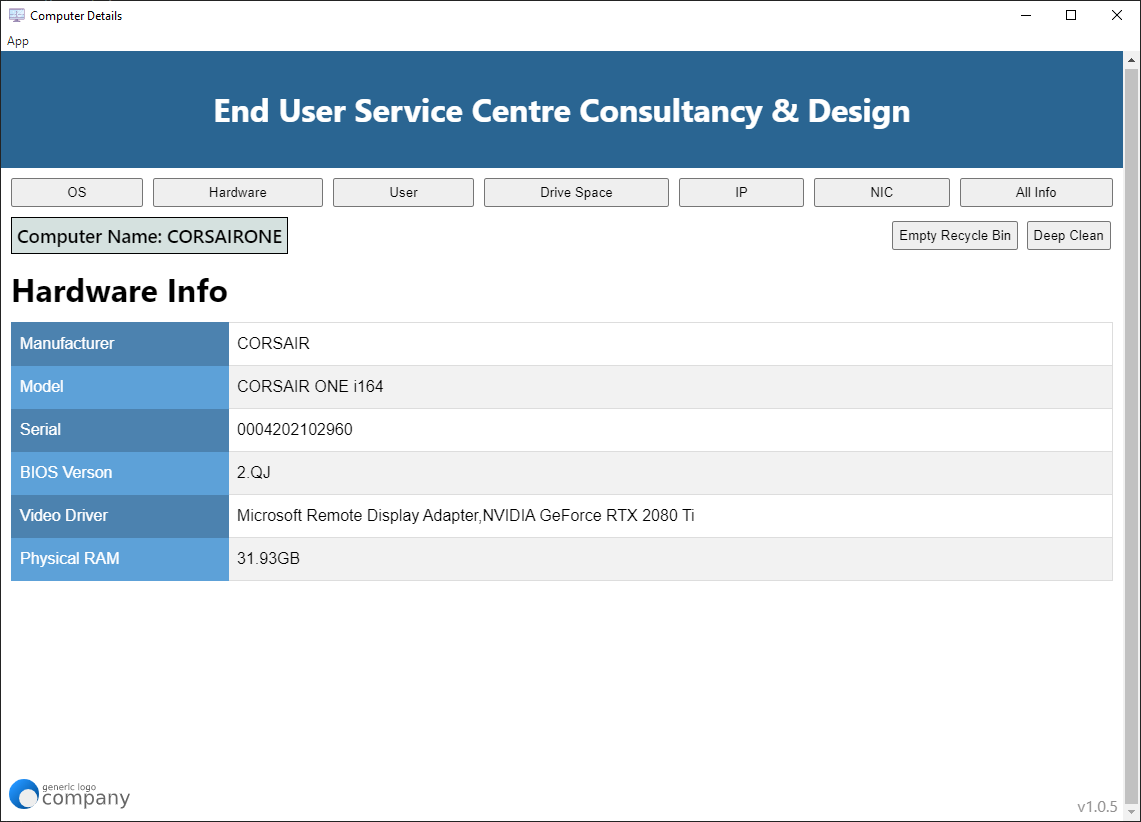 Computer Details
App
End User Service Centre Consultancy & Design
OS Hardware User Drive Space IP NIC All Info
Computer Name: CORSAIRONE Empty Recycle Bin Deep Clean
Hardware Info
Manufacturer CORSAIR
Model CORSAIR ONE i164
Serial 0004202102960
BIOS Verson 2.QJ
Video Driver Microsoft Remote Display Adapter,NVIDIA GeForce RTX 2080 Ti
Physical RAM 31.93GB
generic logo
company
v1.0.5